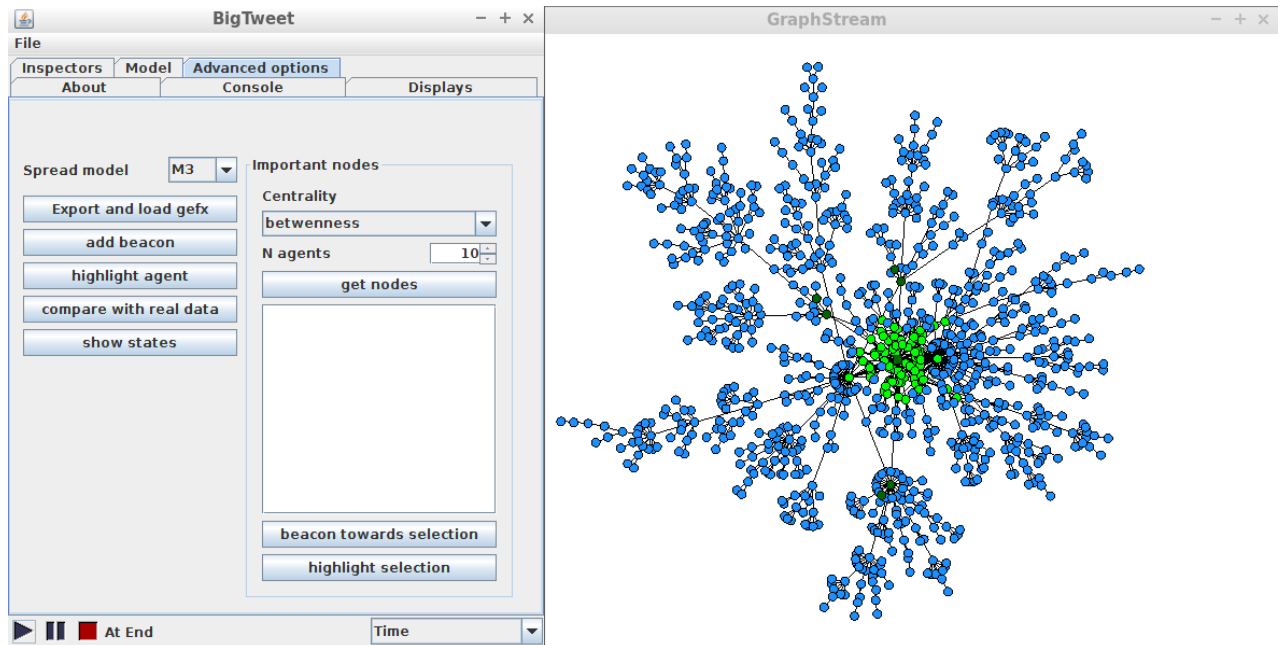 BigTweet
GraphStream
File
Inspectors Model Advanced options
About Console Displays
Spread model M3
Important nodes
Export and load gefx
Centrality
add beacon
betwenness
N agents 10
highlight agent
get nodes
compare with real data
show states
beacon towards selection
highlight selection
At End Time